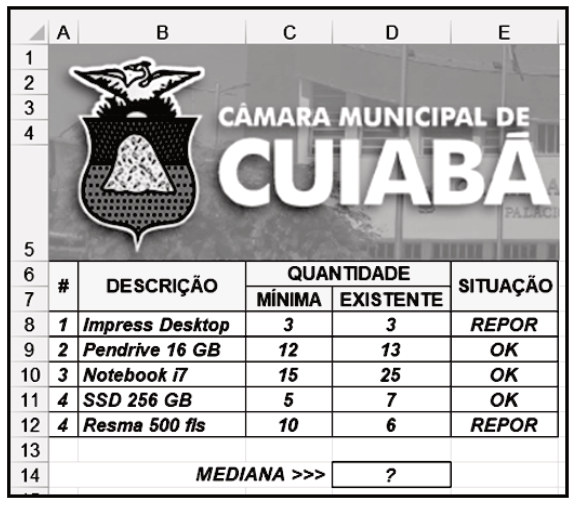 A B C D E
1
2
3
4
5
CÂMARA MUNICIPAL DE
CUIABÁ
PALÁCI
6 # DESCRIÇÃO QUANTIDADE SITUAÇÃO
7 MÍNIMA EXISTENTE
8 1 Impress Desktop 3 3 REPOR
9 2 Pendrive 16 GB 12 13 OK
10 3 Notebook i7 15 25 OK
11 4 SSD 256 GB 5 7 OK
12 4 Resma 500 fls 10 6 REPOR
13
14 MEDIANA >>> ?